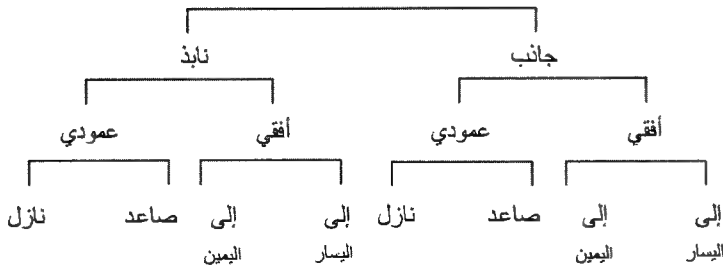 جانب نابذ
أفقي عمودي أفقي عمودي
إلى إلى صاعد نازل إلى إلى صاعد نازل
اليسار اليمين اليسار اليمين